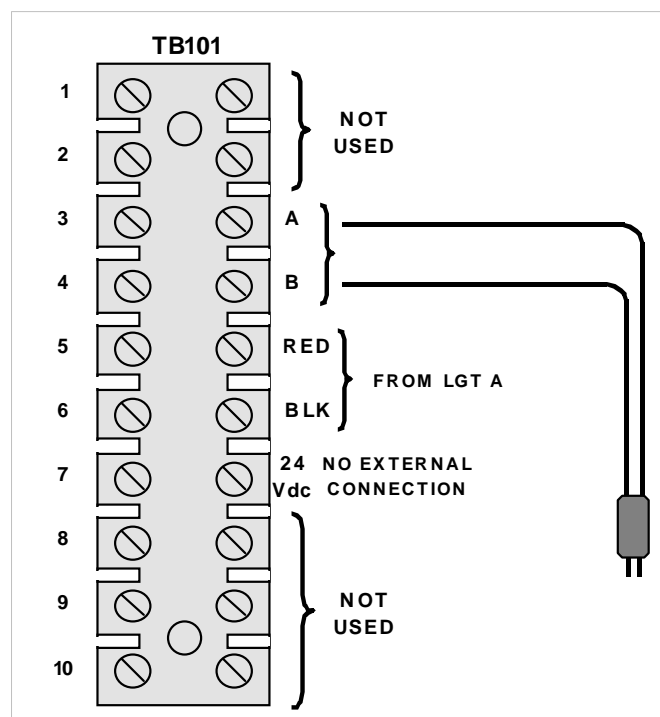 TB101
1
NOT
USED
2
3 A
4 B
5 RED
FROM LGT A
6 BLK
7 24 NO EXTERNAL
Vdc CONNECTION
8
9 NOT
USED
10